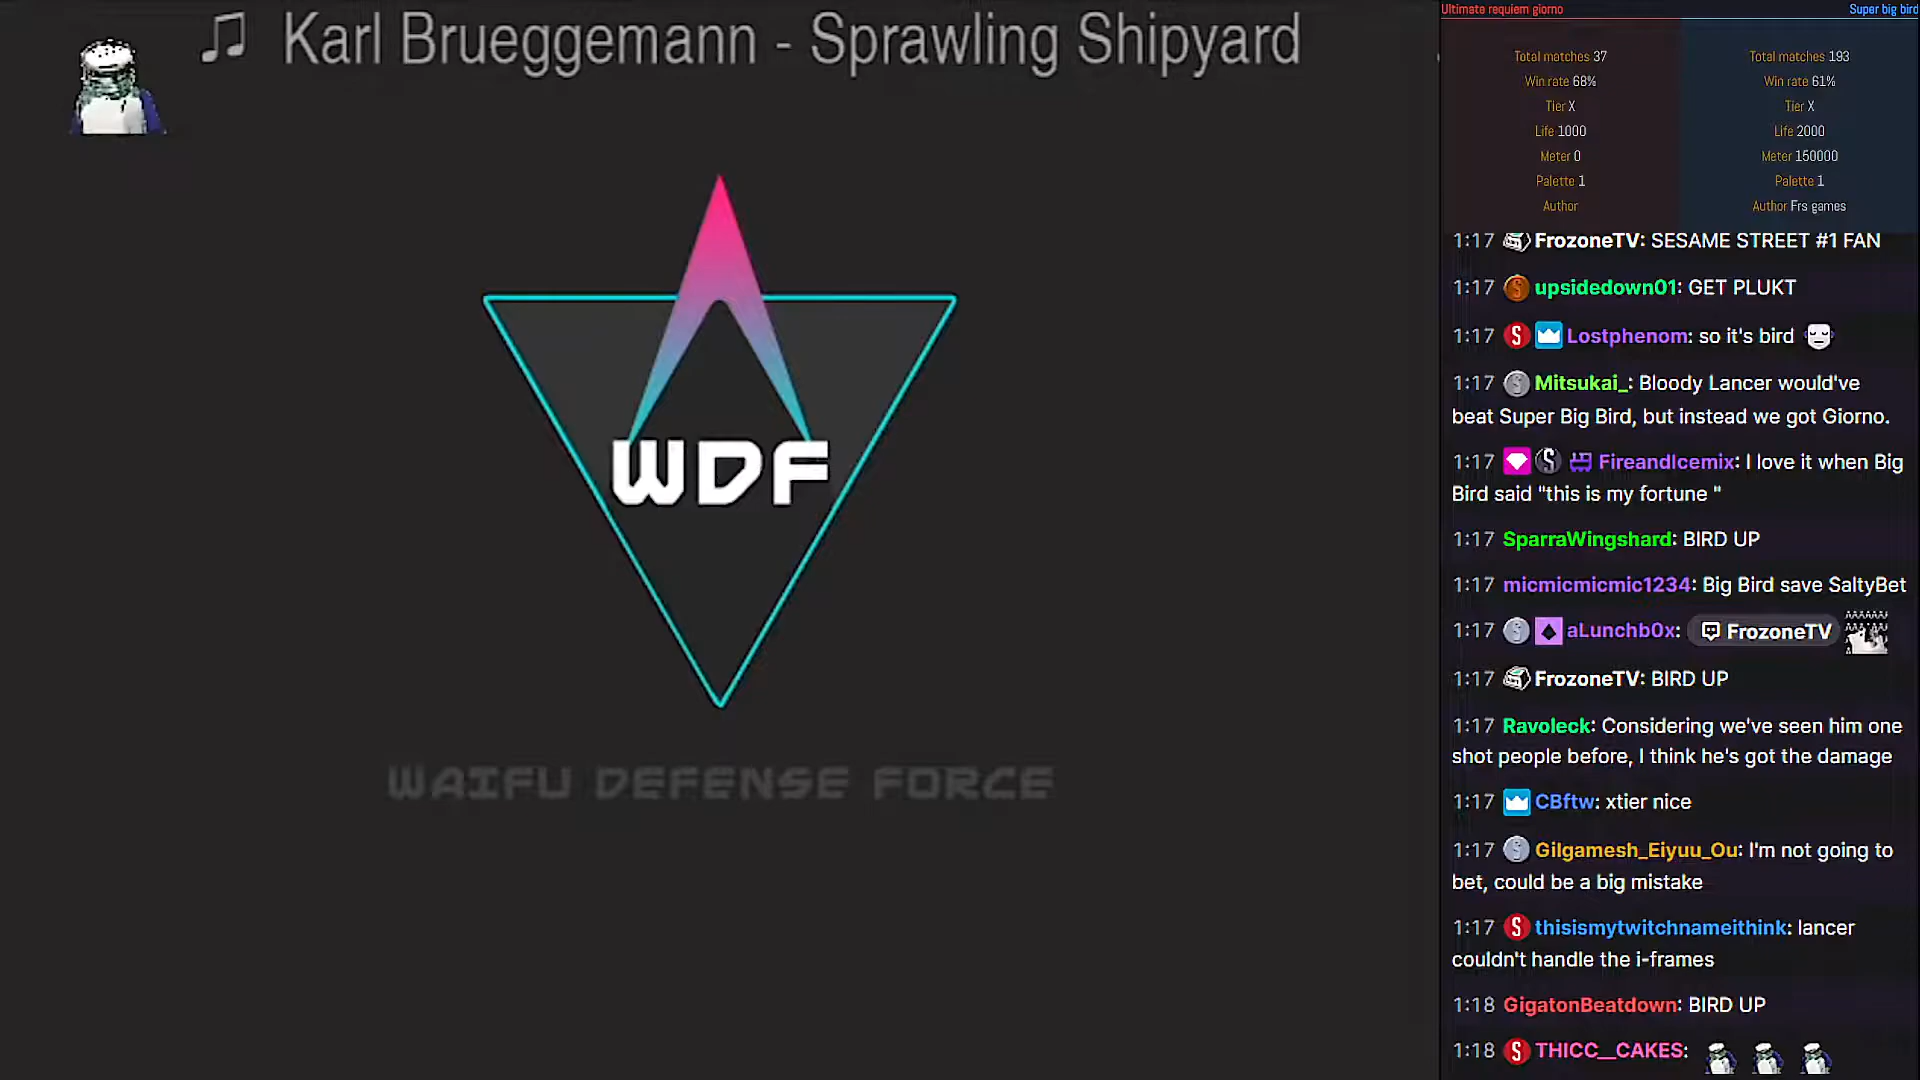 Karl Brueggemann - Sprawling Shipyard
WDF
WAIFU DEFENSE FORCE
Ultimate requiem giorno
Super big bird
Total matches 37
Win rate 68%
Tier X
Life 1000
Meter 0
Palette 1
Author
Total matches 193
Win rate 61%
Tier X
Life 2000
Meter 150000
Palette 1
Author Frs games
1:17 FrozoneTV: SESAME STREET #1 FAN
1:17 upsidedown01: GET PLUKT
1:17 Lostphenom: so it's bird
1:17 Mitsukai_: Bloody Lancer would've
beat Super Big Bird, but instead we got Giorno.
1:17 FireandIcemix: I love it when Big
Bird said "this is my fortune "
1:17 SparraWingshard: BIRD UP
1:17 micmicmicmic1234: Big Bird save SaltyBet
1:17 aLunchb0x: FrozoneTV
1:17 FrozoneTV: BIRD UP
1:17 Ravoleck: Considering we've seen him one
shot people before, I think he's got the damage
1:17 CBftw: xtier nice
1:17 Gilgamesh_Eiyuu_Ou: I'm not going to
bet, could be a big mistake
1:17 thisismytwitchnameithink: lancer
couldn't handle the i-frames
1:18 GigatonBeatdown: BIRD UP
1:18 THICC__CAKES: